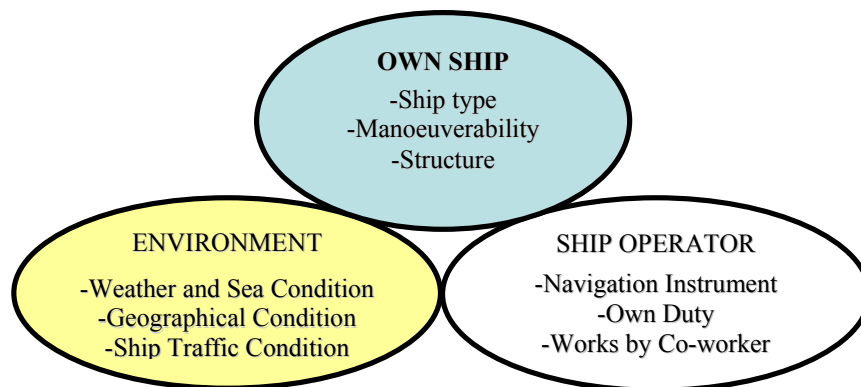 OWN SHIP
-Ship type
-Manoeuverability
-Structure
ENVIRONMENT
-Weather and Sea Condition
-Geographical Condition
-Ship Traffic Condition
SHIP OPERATOR
-Navigation Instrument
-Own Duty
-Works by Co-worker